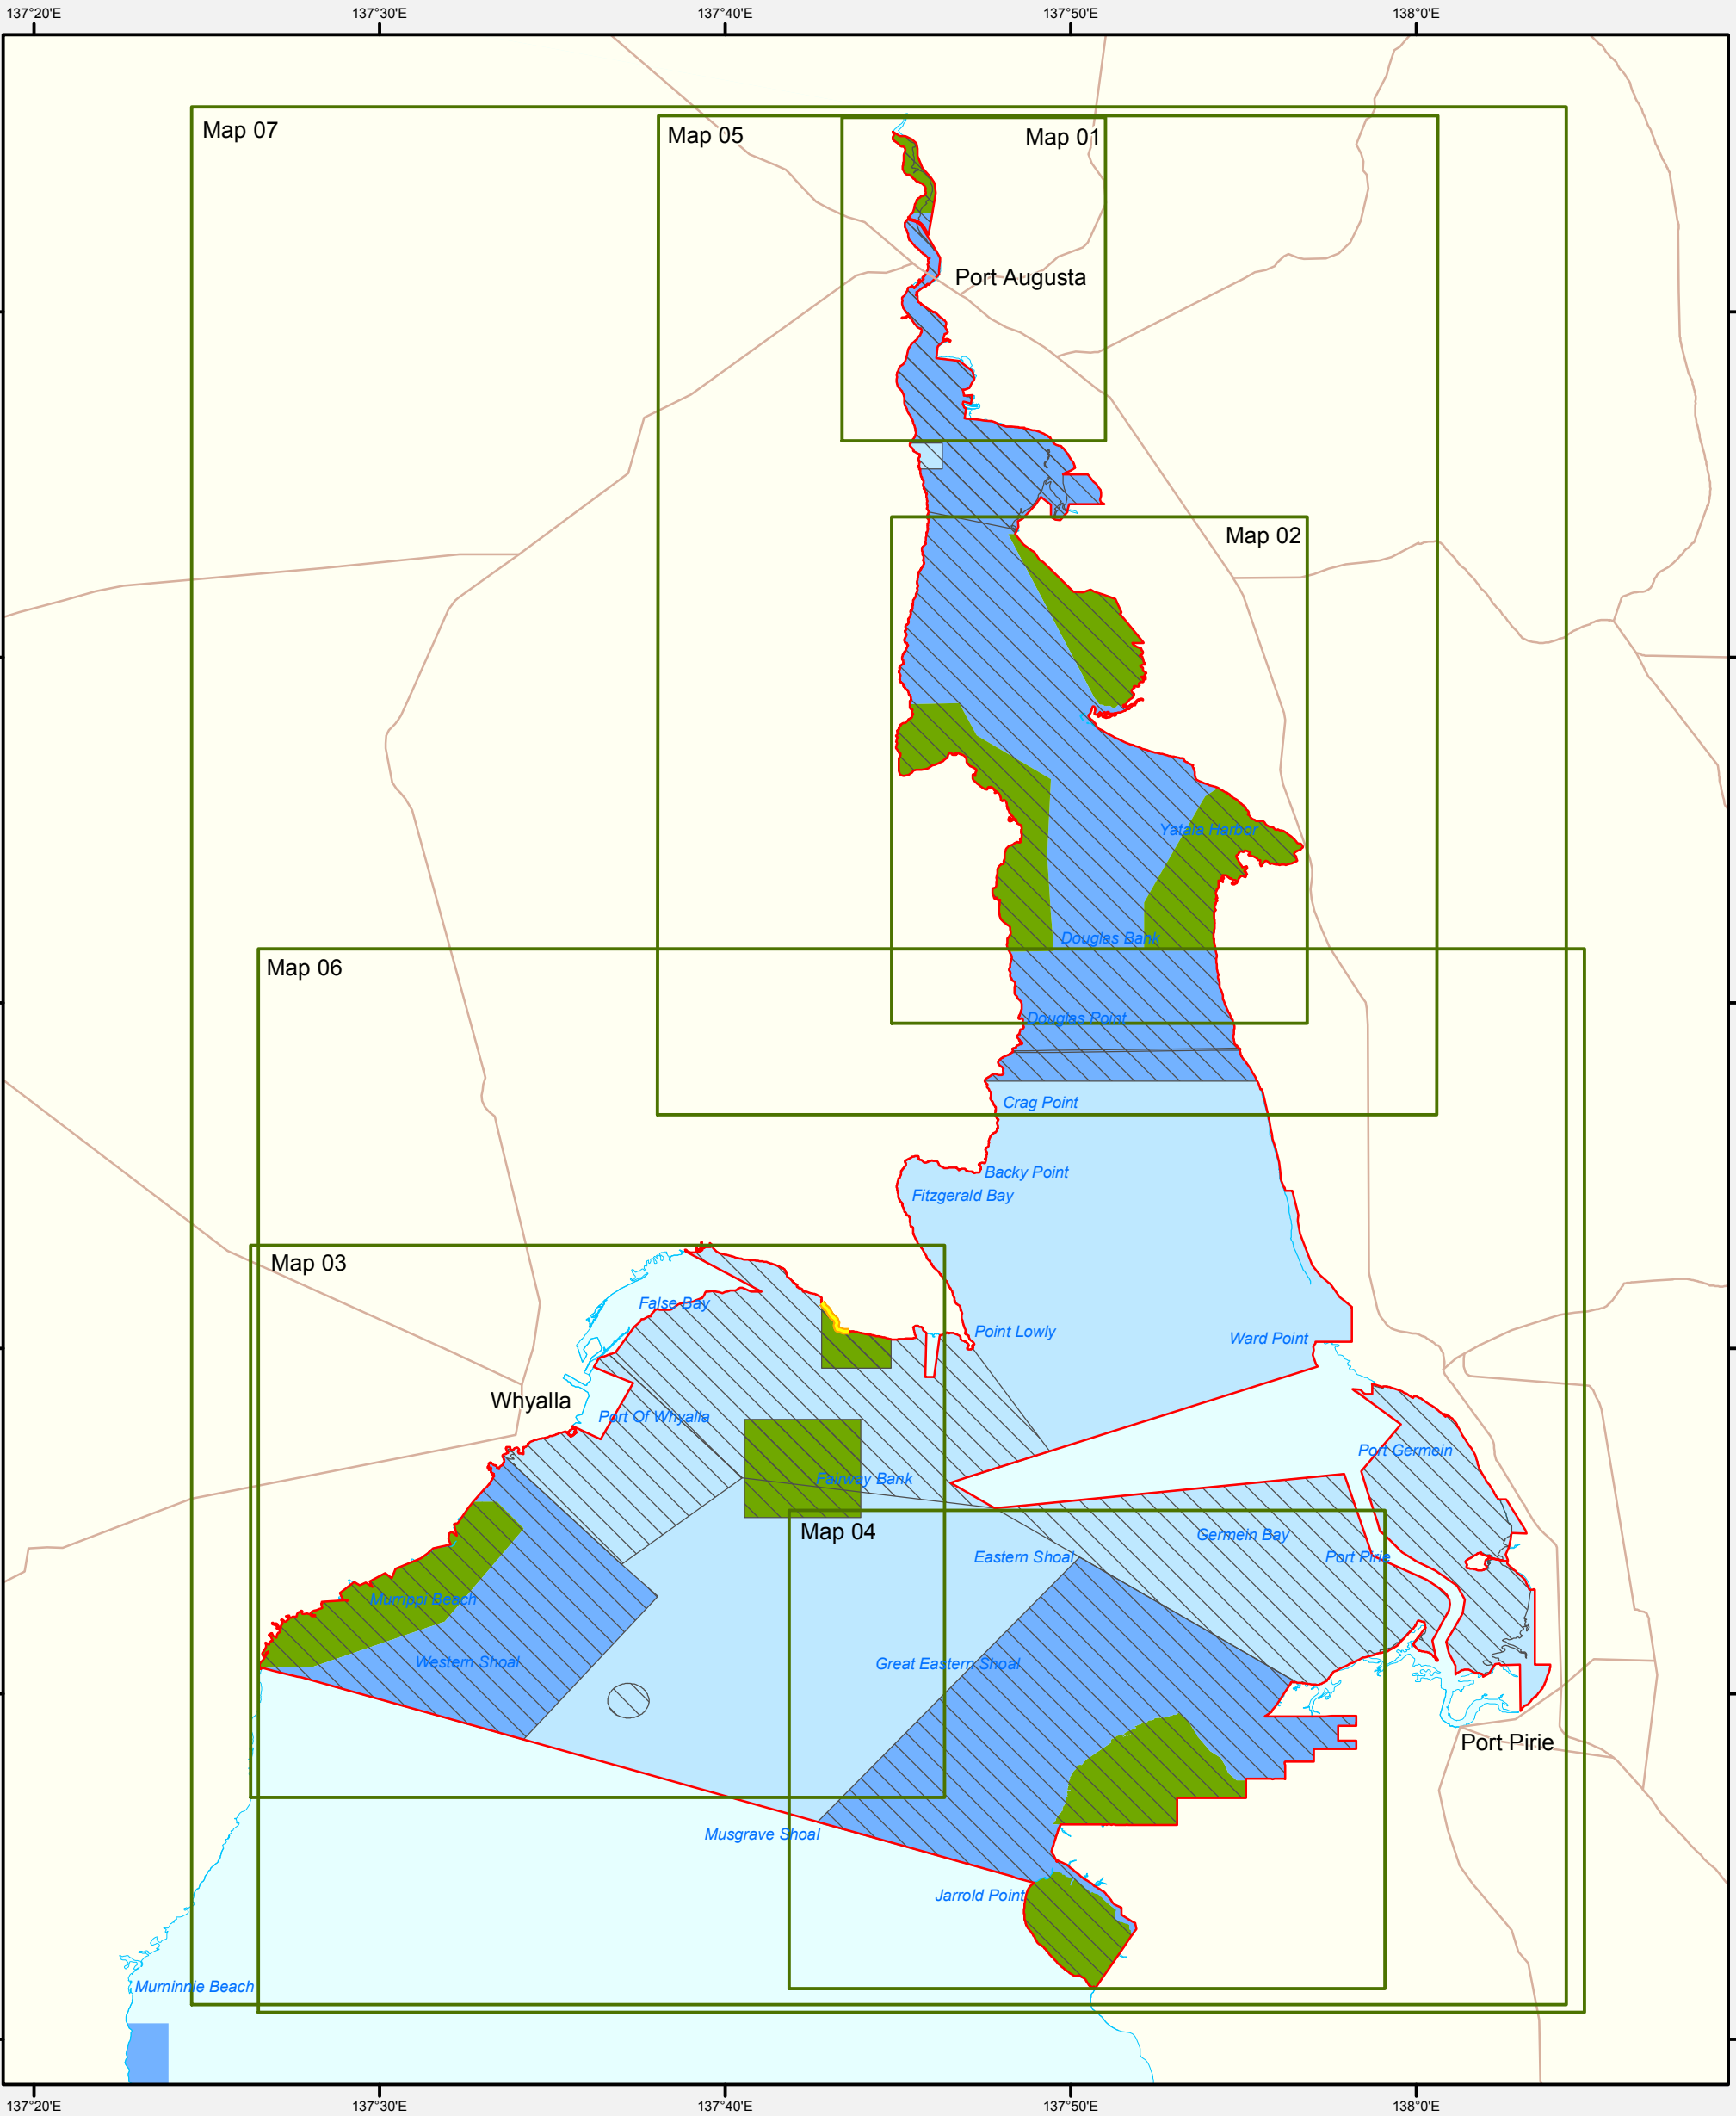 137°20'E 137°30'E 137°40'E 137°50'E 138°0'E
Map 07
Map 05
Map 01
Port Augusta
Map 02
Yatala Harbor
Douglas Bank
Map 06
Douglas Point
Crag Point
Backy Point
Fitzgerald Bay
Map 03
False Bay
Point Lowly
Ward Point
Whyalla
Port Of Whyalla
Port Germein
Fairway Bank
Map 04
Germein Bay
Eastern Shoal
Port Pirie
Murrippi Beach
Western Shoal
Great Eastern Shoal
Port Pirie
Musgrave Shoal
Jarrold Point
Murninnie Beach
137°20'E 137°30'E 137°40'E 137°50'E 138°0'E